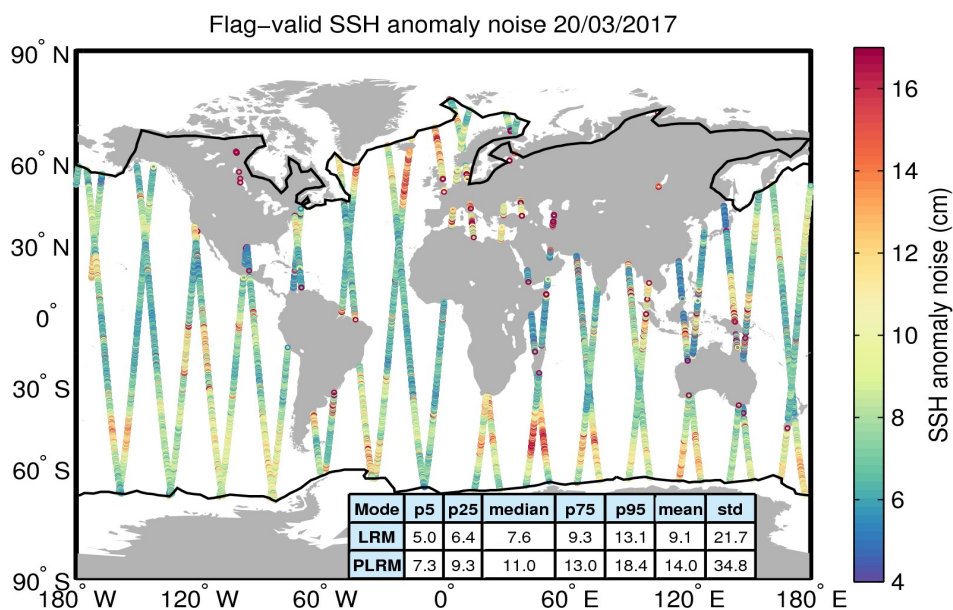 Flag–valid SSH anomaly noise 20/03/2017
90° N
60° N
30° N
0°
30° S
60° S
90° S
180° W 120° W 60° W 0° 60° E 120° E 180° E
16
14
12
10
8
6
4
SSH anomaly noise (cm)
Mode p5 p25 median p75 p95 mean std
LRM 5.0 6.4 7.6 9.3 13.1 9.1 21.7
PLRM 7.3 9.3 11.0 13.0 18.4 14.0 34.8